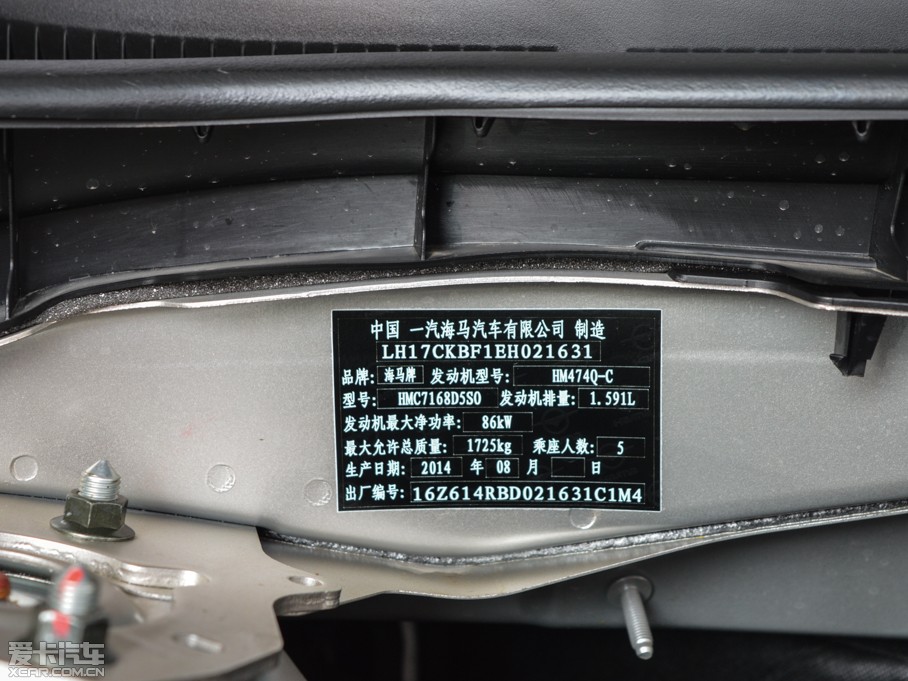 中国 一汽海马汽车有限公司 制造
LH17CKBF1EH021631
品牌: 海马牌 发动机型号: HM474Q-C
型号: HMC7168D5S0 发动机排量: 1.591L
发动机最大净功率: 86kW
最大允许总质量: 1725kg 乘座人数: 5
生产日期: 2014 年 08 月 日
出厂编号: 16Z614RBD021631C1M4
爱卡汽车
XCAR.COM.CN